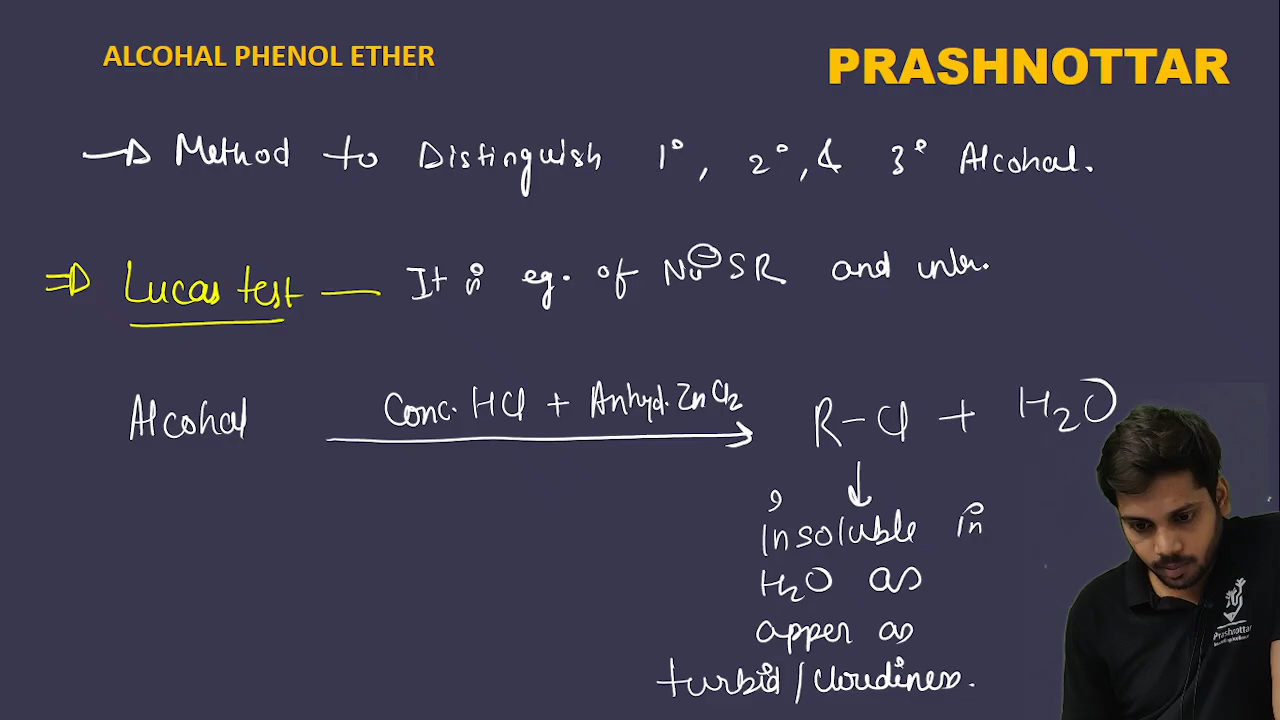 ALCOHAL PHENOL ETHER
PRASHNOTTAR
Method to Distinguish 1°, 2°, & 3° Alcohal.
⇒ Lucas test — It is eg. of Nu⊖ SR and
Alcohal Conc. HCl + Anhyd. ZnCl2 → R-Cl + H2O
↓
insoluble in
H2O as
apper as
turbid / cloudiness.
Prashnottar